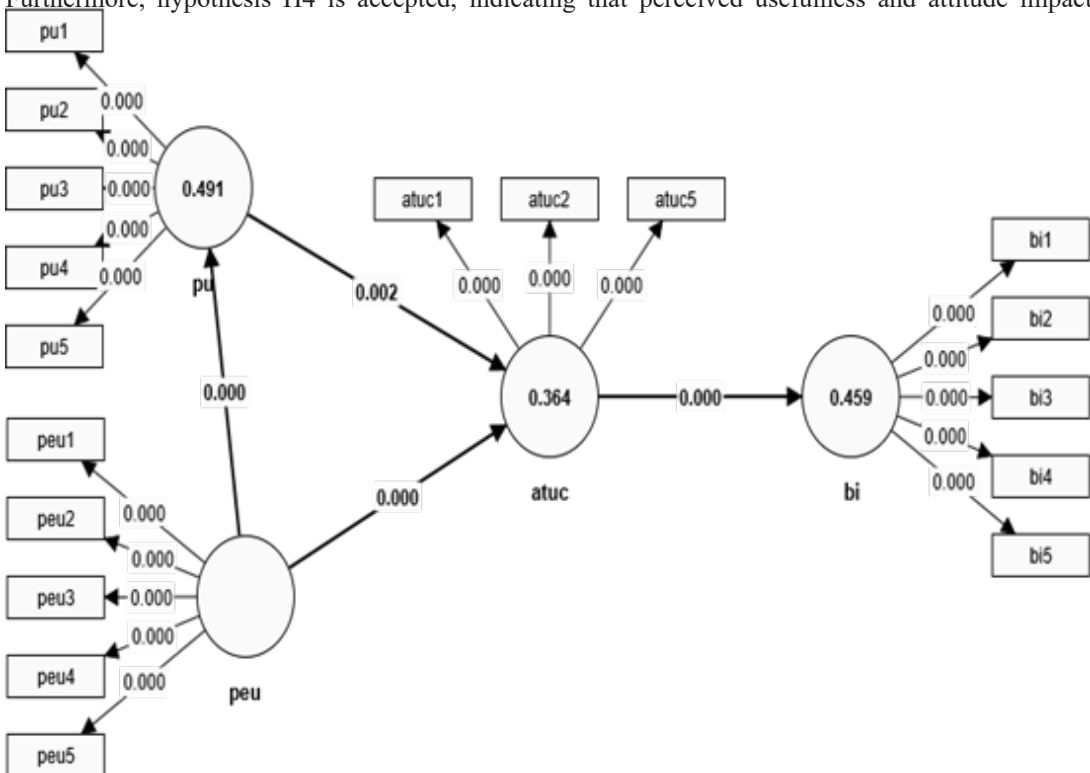 Furthermore, hypothesis H4 is accepted, indicating that perceived usefulness and attitude impact
pu1
0.000
pu2
0.000
pu3
0.000
0.491
0.000
pu4
0.000
pu
pu5
0.002
atuc1
atuc2
atuc5
0.000
0.000
0.000
0.000
0.364
atuc
0.000
0.459
bi
bi1
0.000
bi2
0.000
0.000
bi3
0.000
bi4
0.000
bi5
peu1
0.000
0.000
peu2
0.000
peu3
0.000
0.000
peu4
0.000
peu5
peu